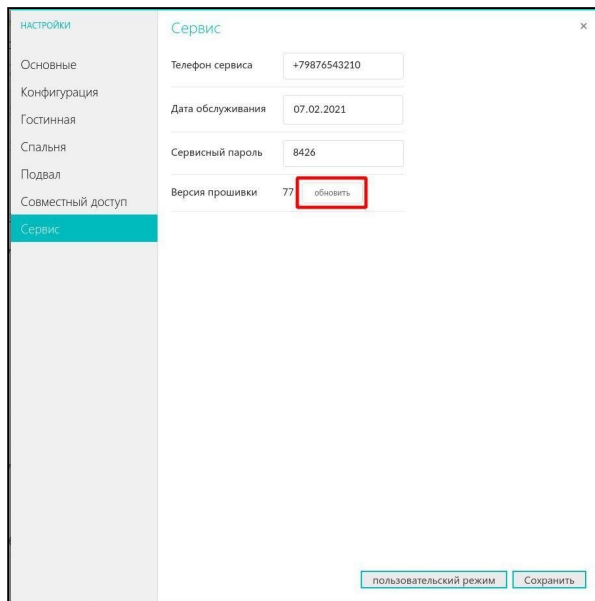 НАСТРОЙКИ
Основные
Конфигурация
Гостинная
Спальня
Подвал
Совместный доступ
Сервис
Сервис
×
Телефон сервиса +79876543210
Дата обслуживания 07.02.2021
Сервисный пароль 8426
Версия прошивки 77 обновить
пользовательский режим Сохранить